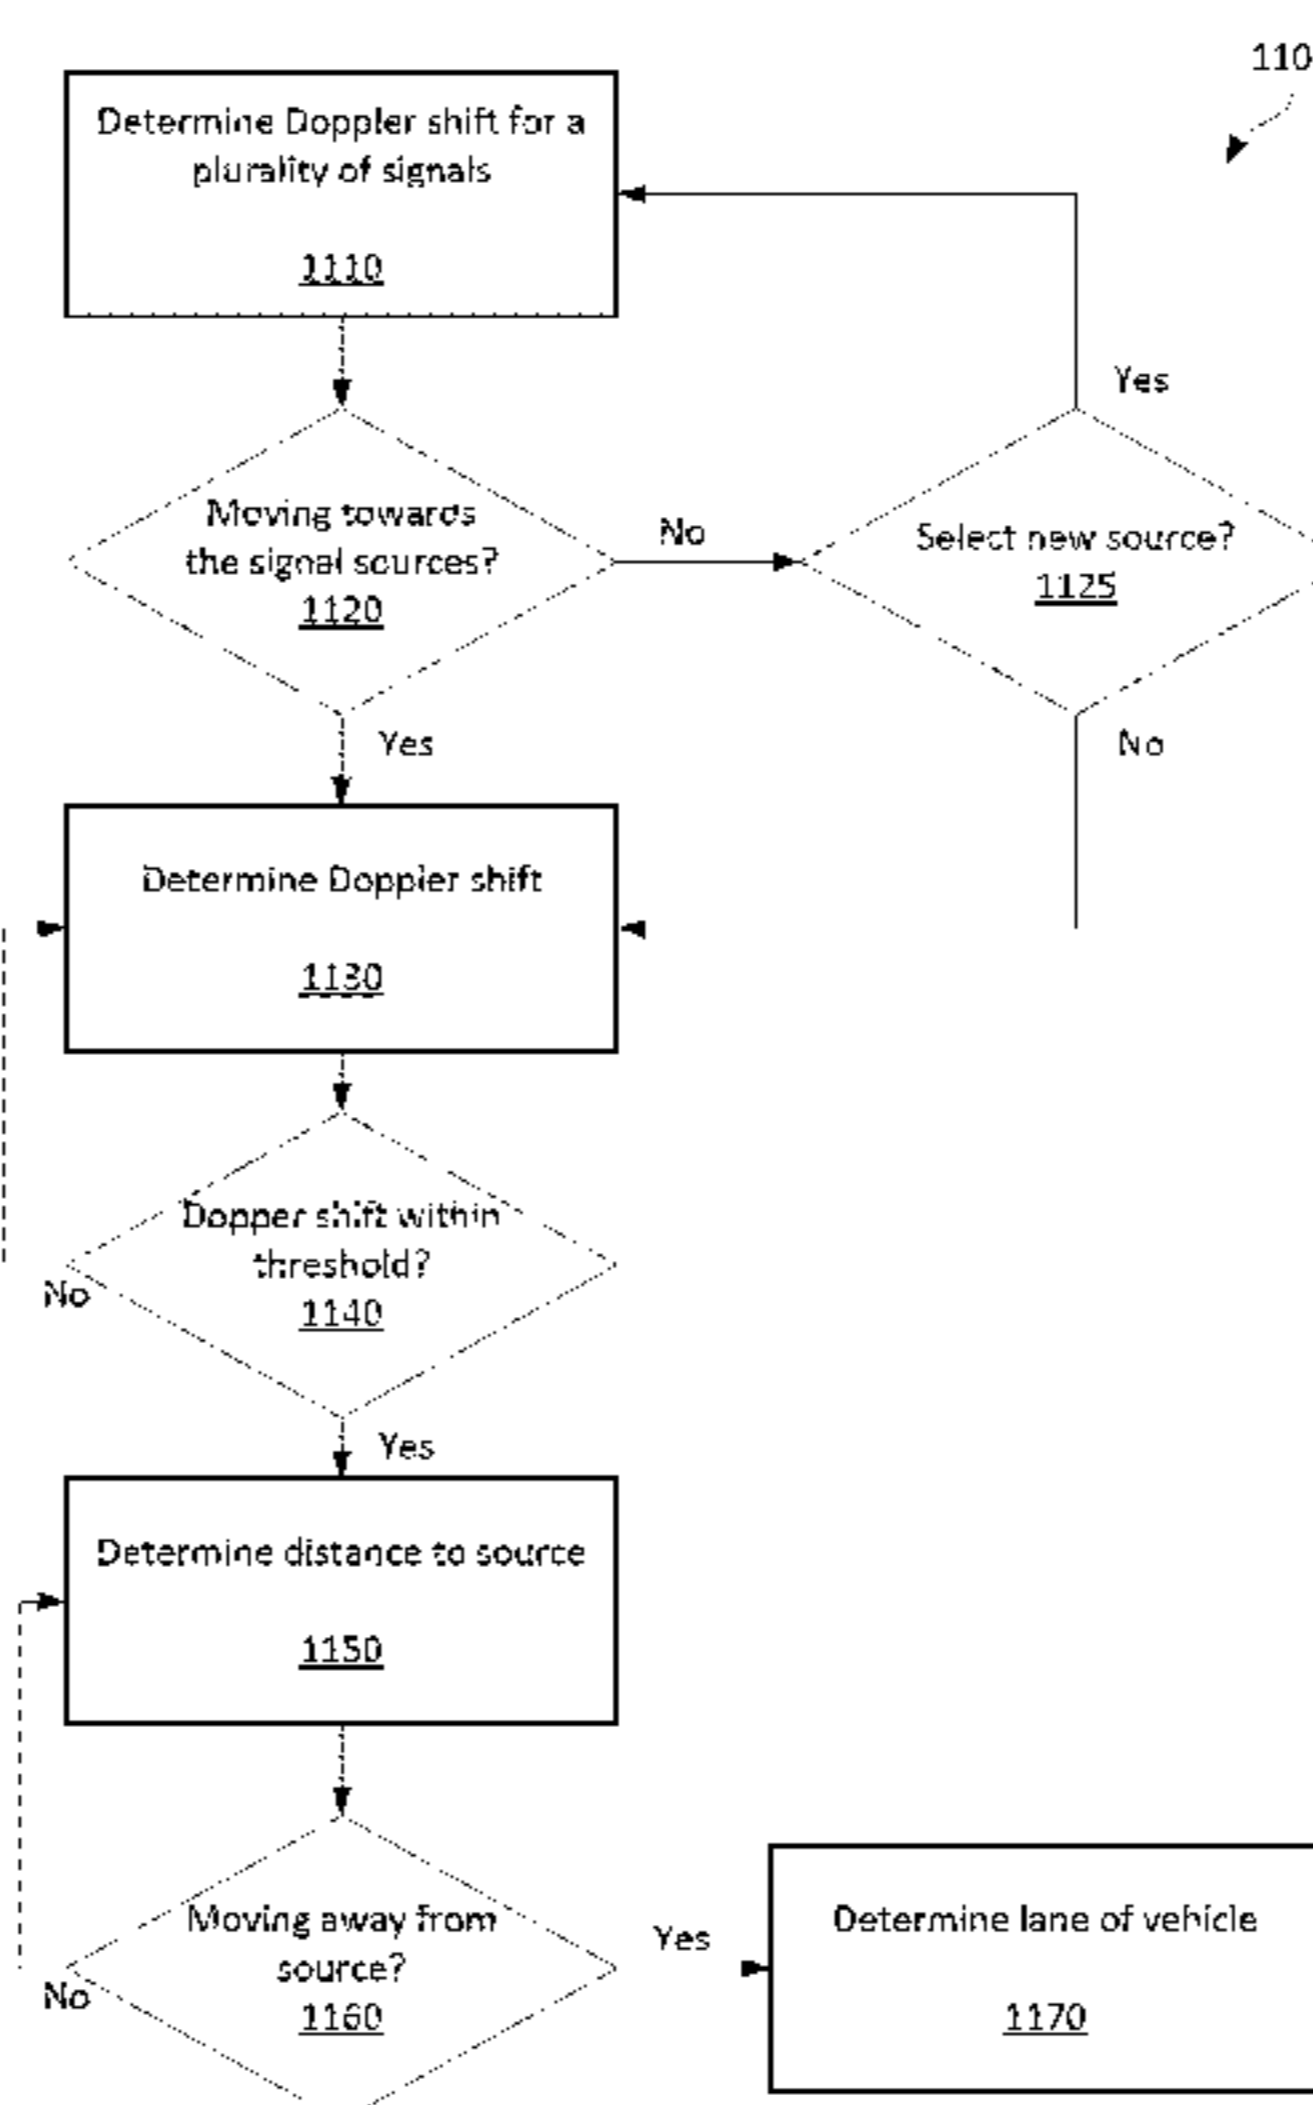 110
Determine Doppler shift for a
plurality of signals
1110
Yes
Moving towards
the signal sources?
1120
No
Select new source?
1125
Yes
No
Determine Doppler shift
1130
Dopper shift within
threshold?
1140
No
Yes
Determine distance to source
1150
Moving away from
source?
1160
No
Yes
Determine lane of vehicle
1170